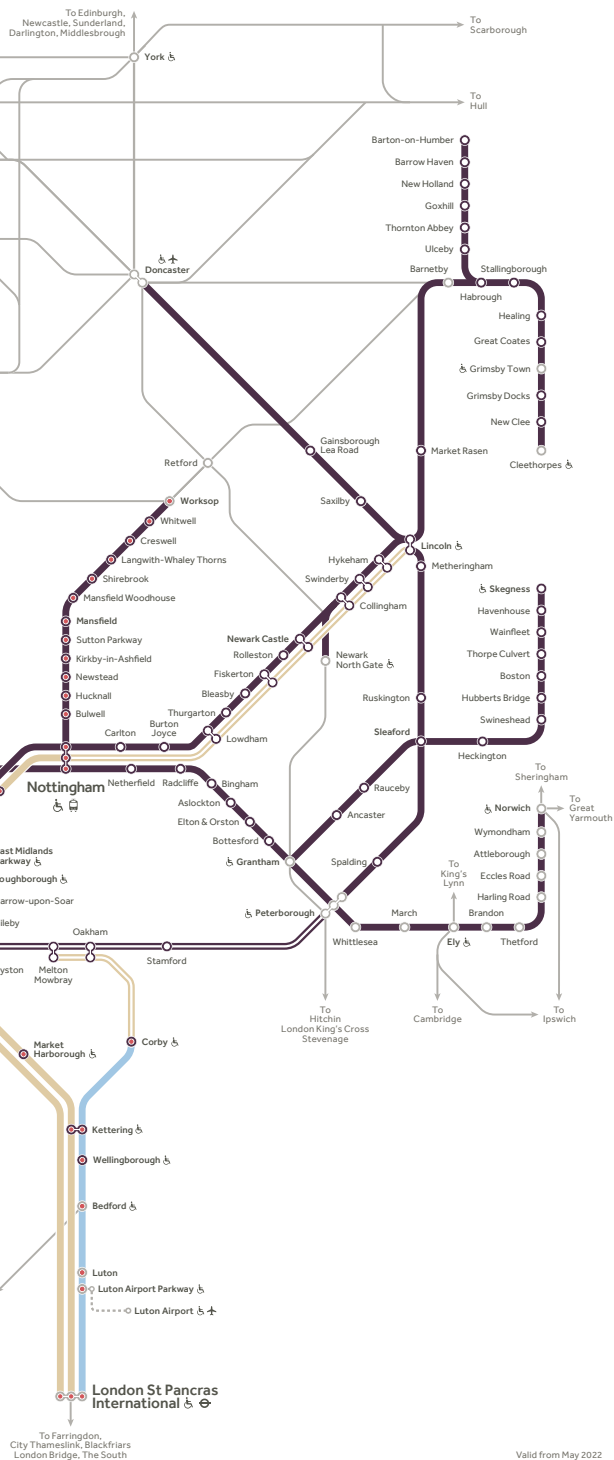 To Edinburgh,
Newcastle, Sunderland,
Darlington, Middlesbrough
To
Scarborough
York
To
Hull
Barton-on-Humber
Barrow Haven
New Holland
Goxhill
Thornton Abbey
Ulceby
Barnetby
Stallingborough
Doncaster
Habrough
Healing
Great Coates
Grimsby Town
Grimsby Docks
New Clee
Cleethorpes
Gainsborough
Lea Road
Market Rasen
Retford
Worksop
Saxilby
Whitwell
Creswell
Lincoln
Langwith-Whaley Thorns
Hykeham
Metheringham
Shirebrook
Swinderby
Skegness
Mansfield Woodhouse
Collingham
Havenhouse
Mansfield
Wainfleet
Sutton Parkway
Newark Castle
Rolleston
Thorpe Culvert
Kirkby-in-Ashfield
Newark
North Gate
Newstead
Fiskerton
Boston
Hucknall
Bleasby
Ruskington
Hubberts Bridge
Bulwell
Thurgarton
Swineshead
Carlton
Burton
Joyce
Lowdham
Sleaford
Heckington
Nottingham
Netherfield
Radcliffe
Bingham
To
Sheringham
Aslockton
Rauceby
Norwich
To
Great
Yarmouth
Elton & Orston
Ancaster
Wymondham
Bottesford
ast Midlands
arkway
Grantham
Spalding
Attleborough
oughborough
To
King's
Lynn
Eccles Road
arrow-upon-Soar
Harling Road
ileby
Peterborough
March
Brandon
Oakham
Whittlesea
Ely
Thetford
yston
Melton
Mowbray
Stamford
To
Hitchin
London King's Cross
Stevenage
To
Cambridge
To
Ipswich
Market
Harborough
Corby
Kettering
Wellingborough
Bedford
Luton
Luton Airport Parkway
Luton Airport
London St Pancras
International
To Farringdon,
City Thameslink, Blackfriars
London Bridge, The South
Valid from May 2022